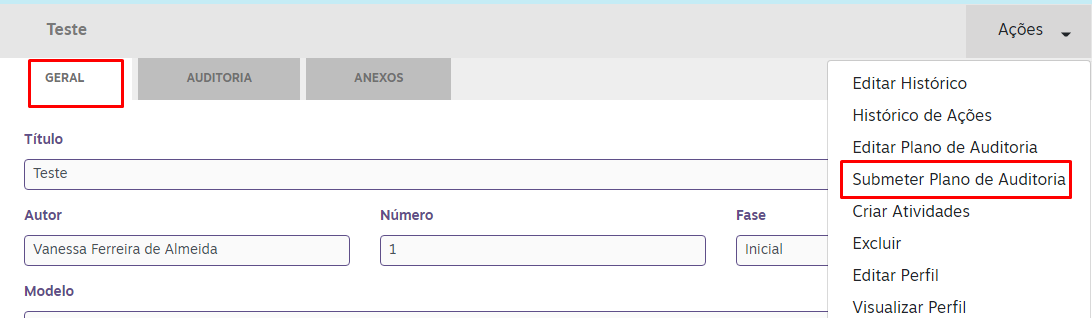 Teste
Ações
GERAL
AUDITORIA
ANEXOS
Editar Histórico
Histórico de Ações
Editar Plano de Auditoria
Submeter Plano de Auditoria
Criar Atividades
Excluir
Editar Perfil
Visualizar Perfil
Título
Teste
Autor
Número
Fase
Vanessa Ferreira de Almeida
1
Inicial
Modelo